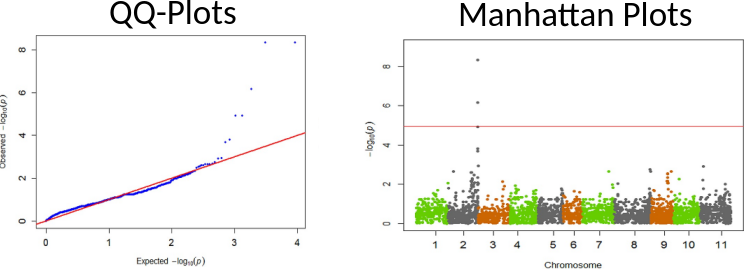 QQ-Plots
Manhattan Plots
Observed −log₁₀(p)
8
6
4
2
0
0 1 2 3 4
Expected −log₁₀(p)
−log₁₀(p)
8
6
4
2
0
1 2 3 4 5 6 7 8 9 10 11
Chromosome